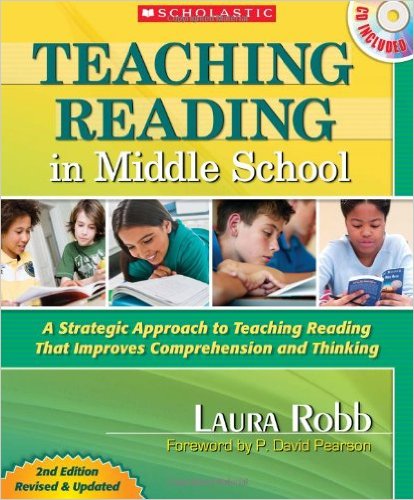 SCHOLASTIC
CD INCLUDED
TEACHING
READING
in Middle School
A Strategic Approach to Teaching Reading
That Improves Comprehension and Thinking
LAURA ROBB
Foreword by P. David Pearson
2nd Edition
Revised & Updated